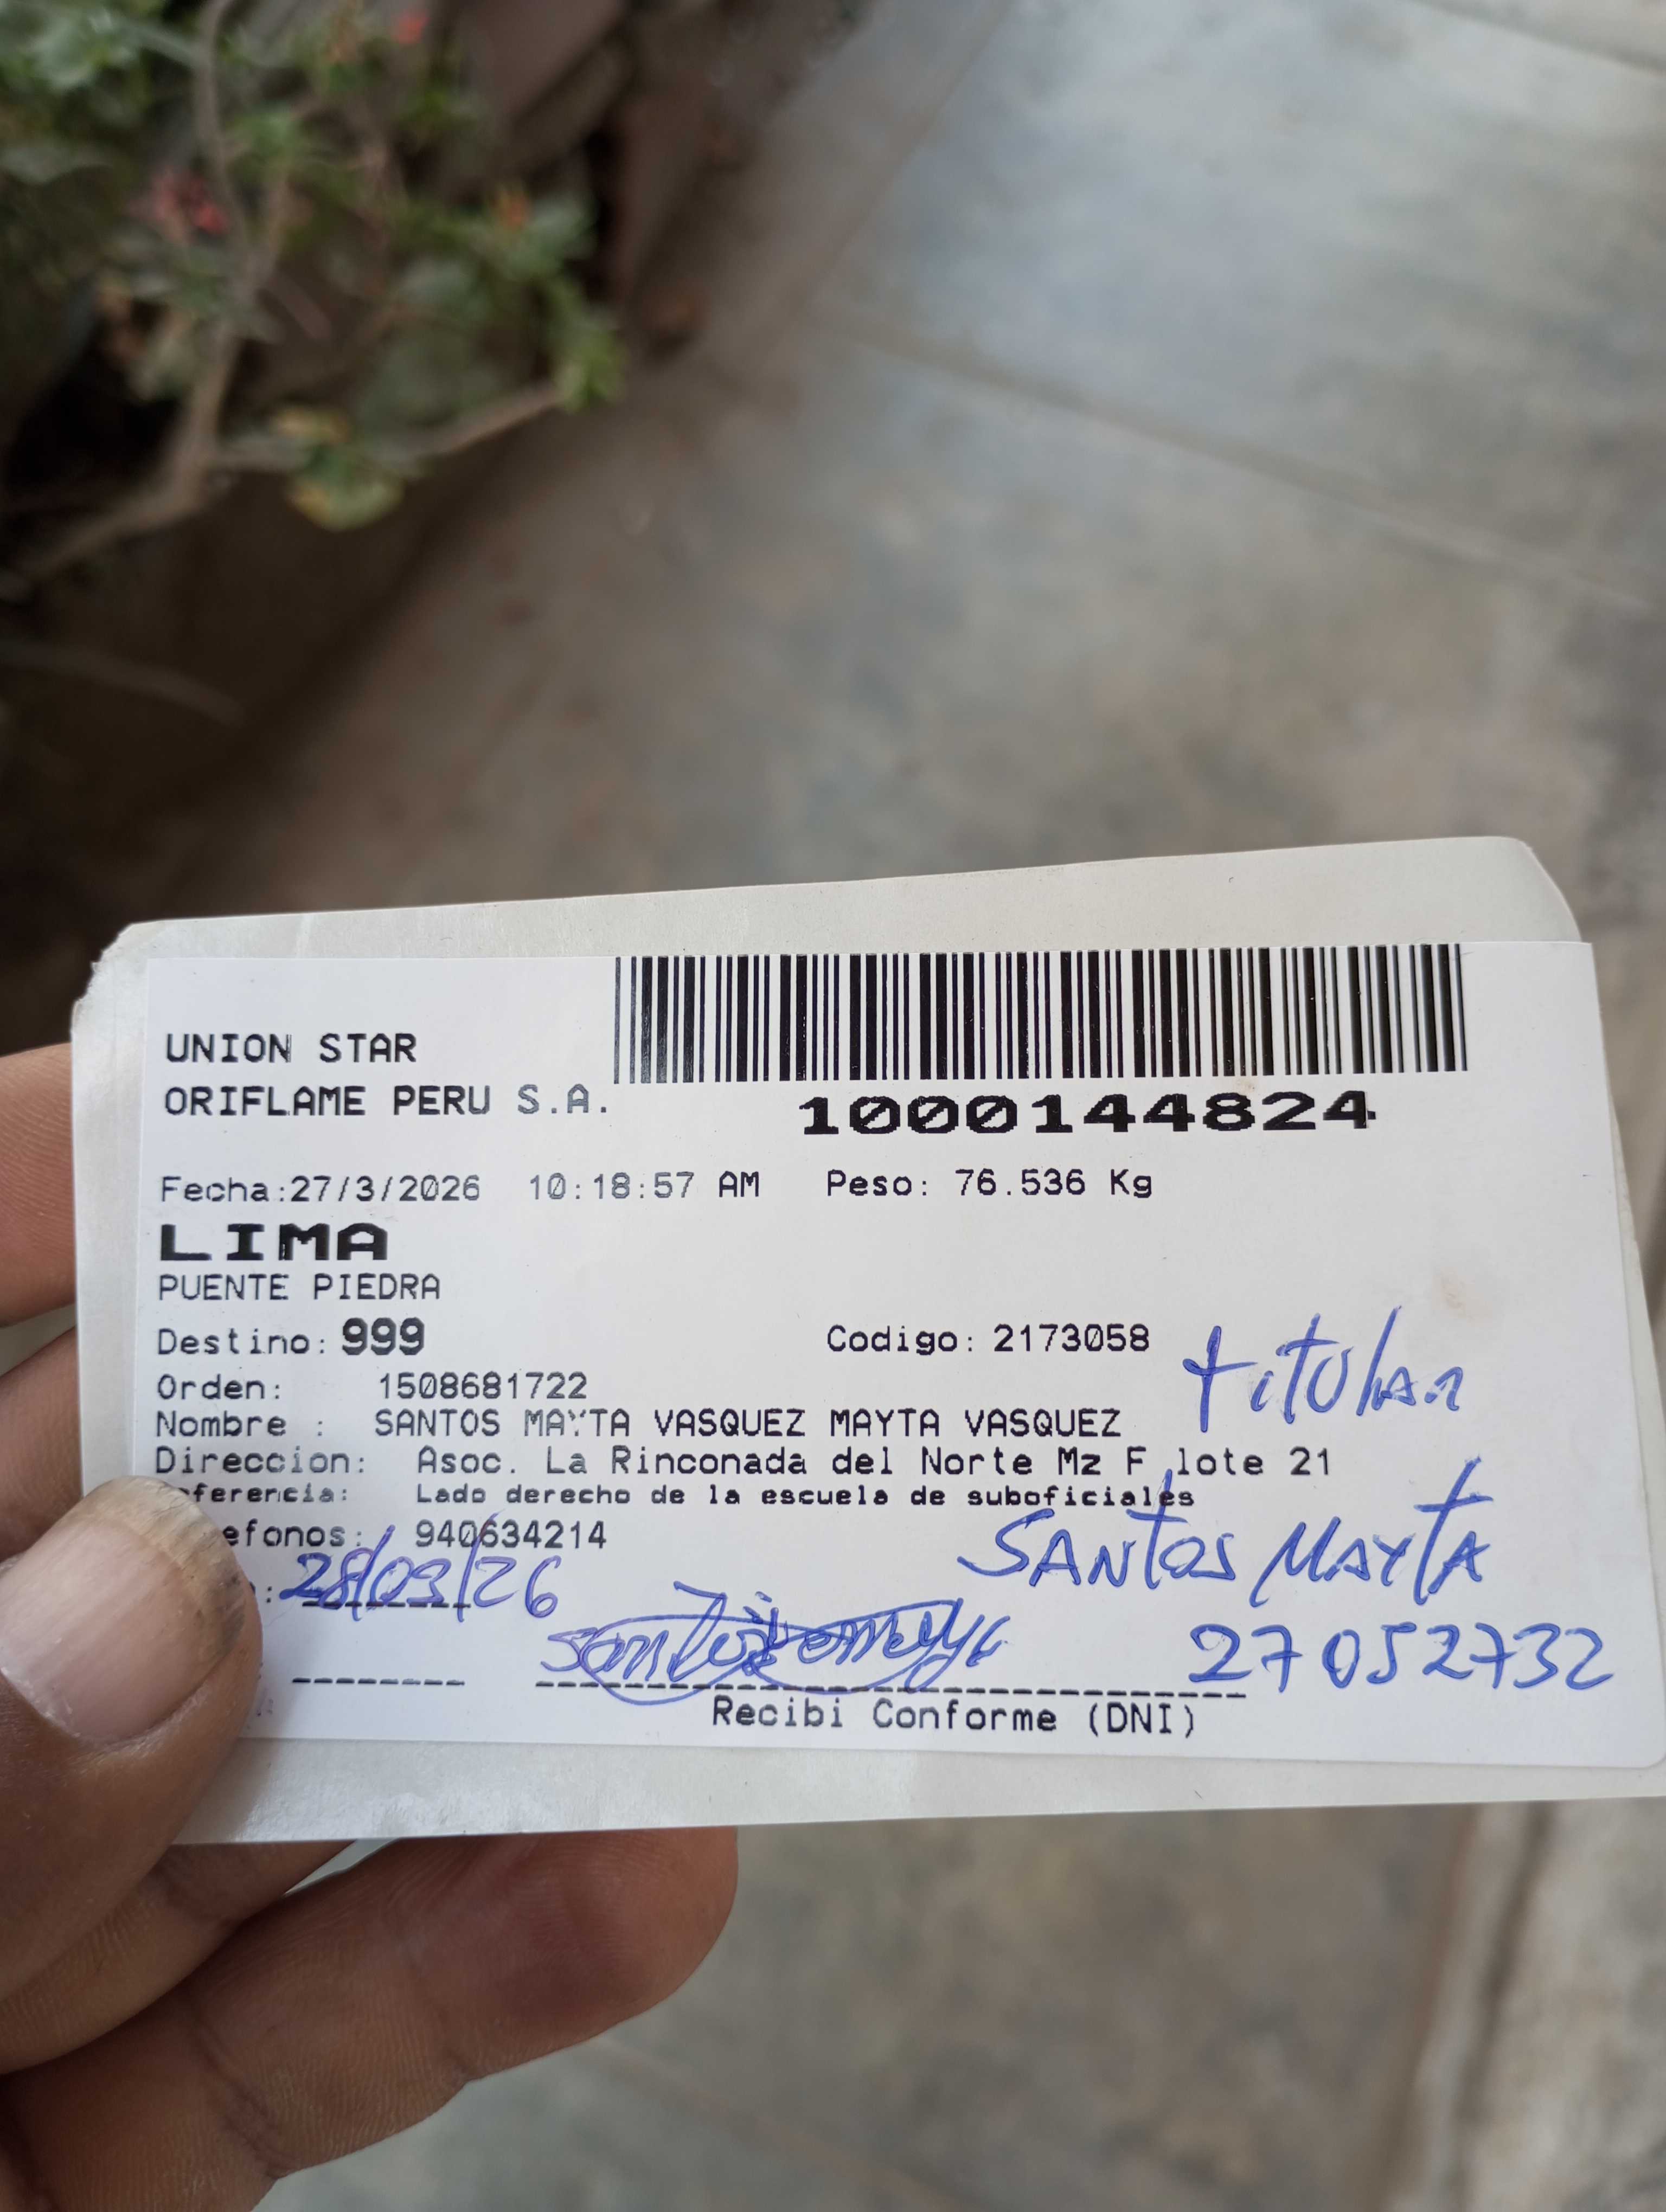 UNION STAR
ORIFLAME PERU S.A.
1000144824
Fecha:27/3/2026 10:18:57 AM Peso: 76.536 Kg
LIMA
PUENTE PIEDRA
Destino: 999 Codigo: 2173058
titular
Orden: 1508681722
Nombre : SANTOS MAYTA VASQUEZ MAYTA VASQUEZ
Direccion: Asoc. La Rinconada del Norte Mz F lote 21
eferencia: Lado derecho de la escuela de suboficiales
efonos: 940634214
SANTOS MAYTA
: 28/03/26
27052732
Recibi Conforme (DNI)